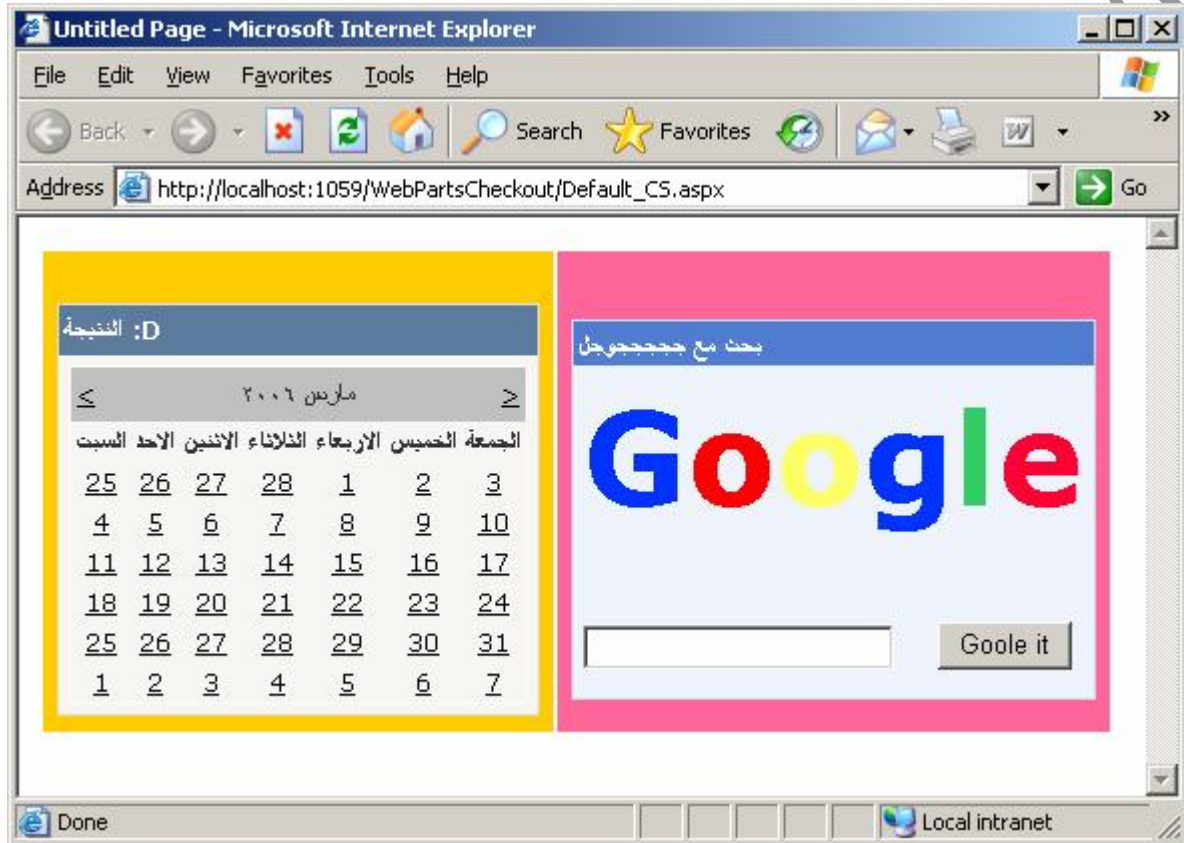 Untitled Page - Microsoft Internet Explorer
File Edit View Favorites Tools Help
Back Search Favorites
Address http://localhost:1059/WebPartsCheckout/Default_CS.aspx Go
النتيجة :D
< مارس ٢٠٠٦ >
السبت الاحد الاثنين الثلاثاء الاربعاء الخميس الجمعة
25 26 27 28 1 2 3
4 5 6 7 8 9 10
11 12 13 14 15 16 17
18 19 20 21 22 23 24
25 26 27 28 29 30 31
1 2 3 4 5 6 7
بحث مع جججججوجل
Google
Goole it
Done Local intranet